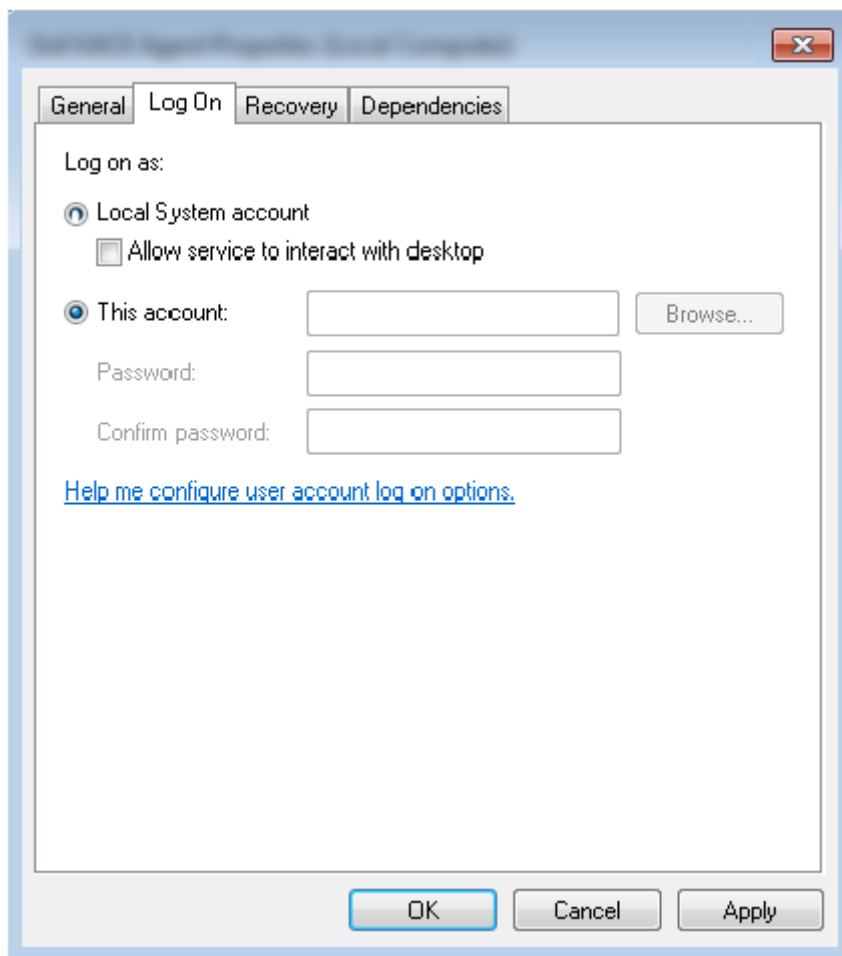 General Log On Recovery Dependencies
Log on as:
Local System account
Allow service to interact with desktop
This account: Browse...
Password:
Confirm password:
Help me configure user account log on options.
OK Cancel Apply